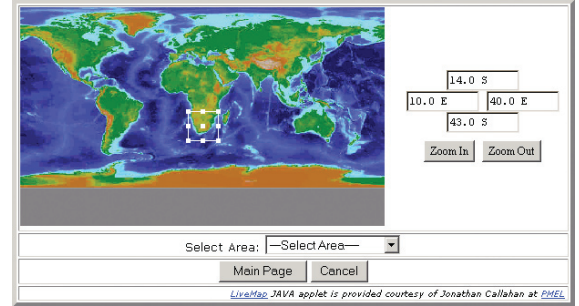 14.0 S
10.0 E 40.0 E
43.0 S
Zoom In Zoom Out
Select Area: —Select Area—
Main Page Cancel
LiveMap JAVA applet is provided courtesy of Jonathan Callahan at PMEL